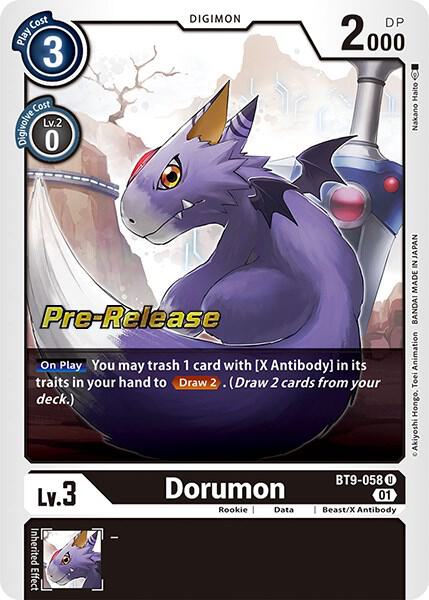 Play Cost
3
DIGIMON
DP
2000
Digivolve Cost
Lv.2
0
Nakano Haito
Pre-Release
On Play You may trash 1 card with [X Antibody] in its
traits in your hand to Draw 2 . (Draw 2 cards from your
deck.)
©Akiyoshi Hongo, Toei Animation BANDAI MADE IN JAPAN
Lv.3
Dorumon
BT9-058 U
01
Rookie | Data | Beast/X Antibody
Inherited Effect
–